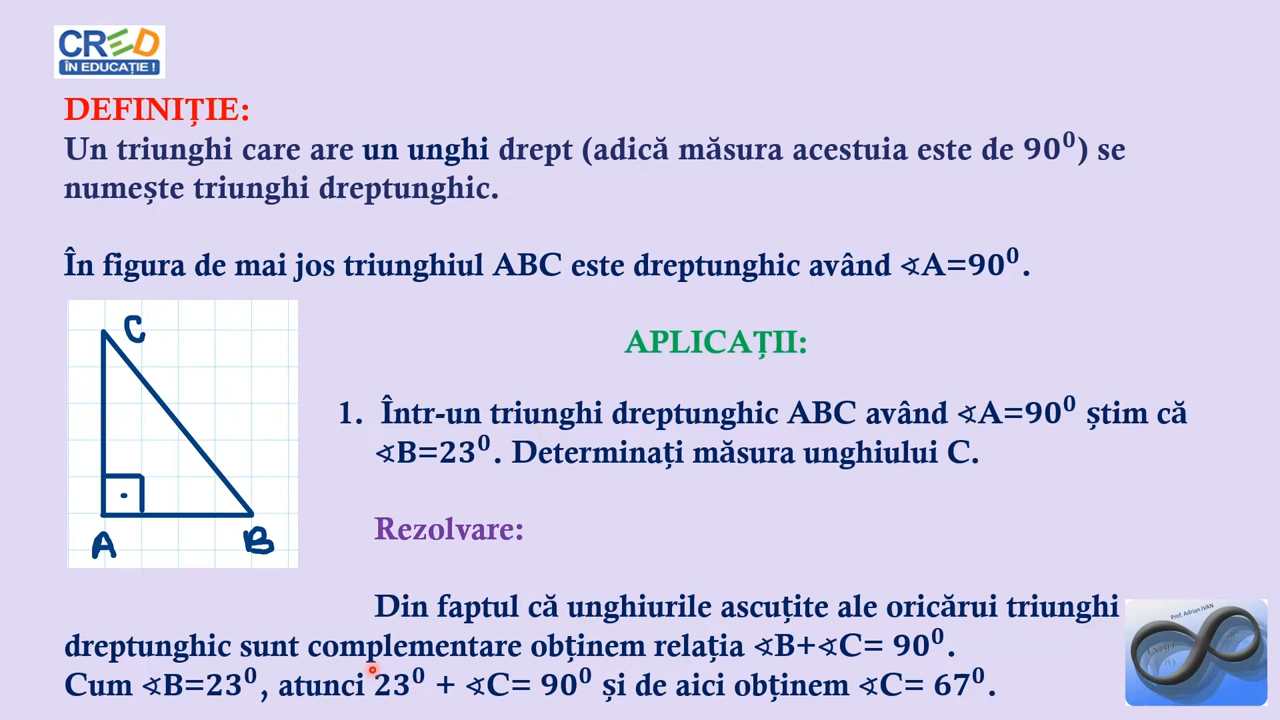 CRED
ÎN EDUCAȚIE !
DEFINIȚIE:
Un triunghi care are un unghi drept (adică măsura acestuia este de 90⁰) se
numește triunghi dreptunghic.
În figura de mai jos triunghiul ABC este dreptunghic având ∢A=90⁰.
C
A
B
APLICAȚII:
1. Într-un triunghi dreptunghic ABC având ∢A=90⁰ știm că
∢B=23⁰. Determinați măsura unghiului C.
Rezolvare:
Din faptul că unghiurile ascuțite ale oricărui triunghi
dreptunghic sunt complementare obținem relația ∢B+∢C= 90⁰.
Cum ∢B=23⁰, atunci 23⁰ + ∢C= 90⁰ și de aici obținem ∢C= 67⁰.
Prof. Adrian IVAN